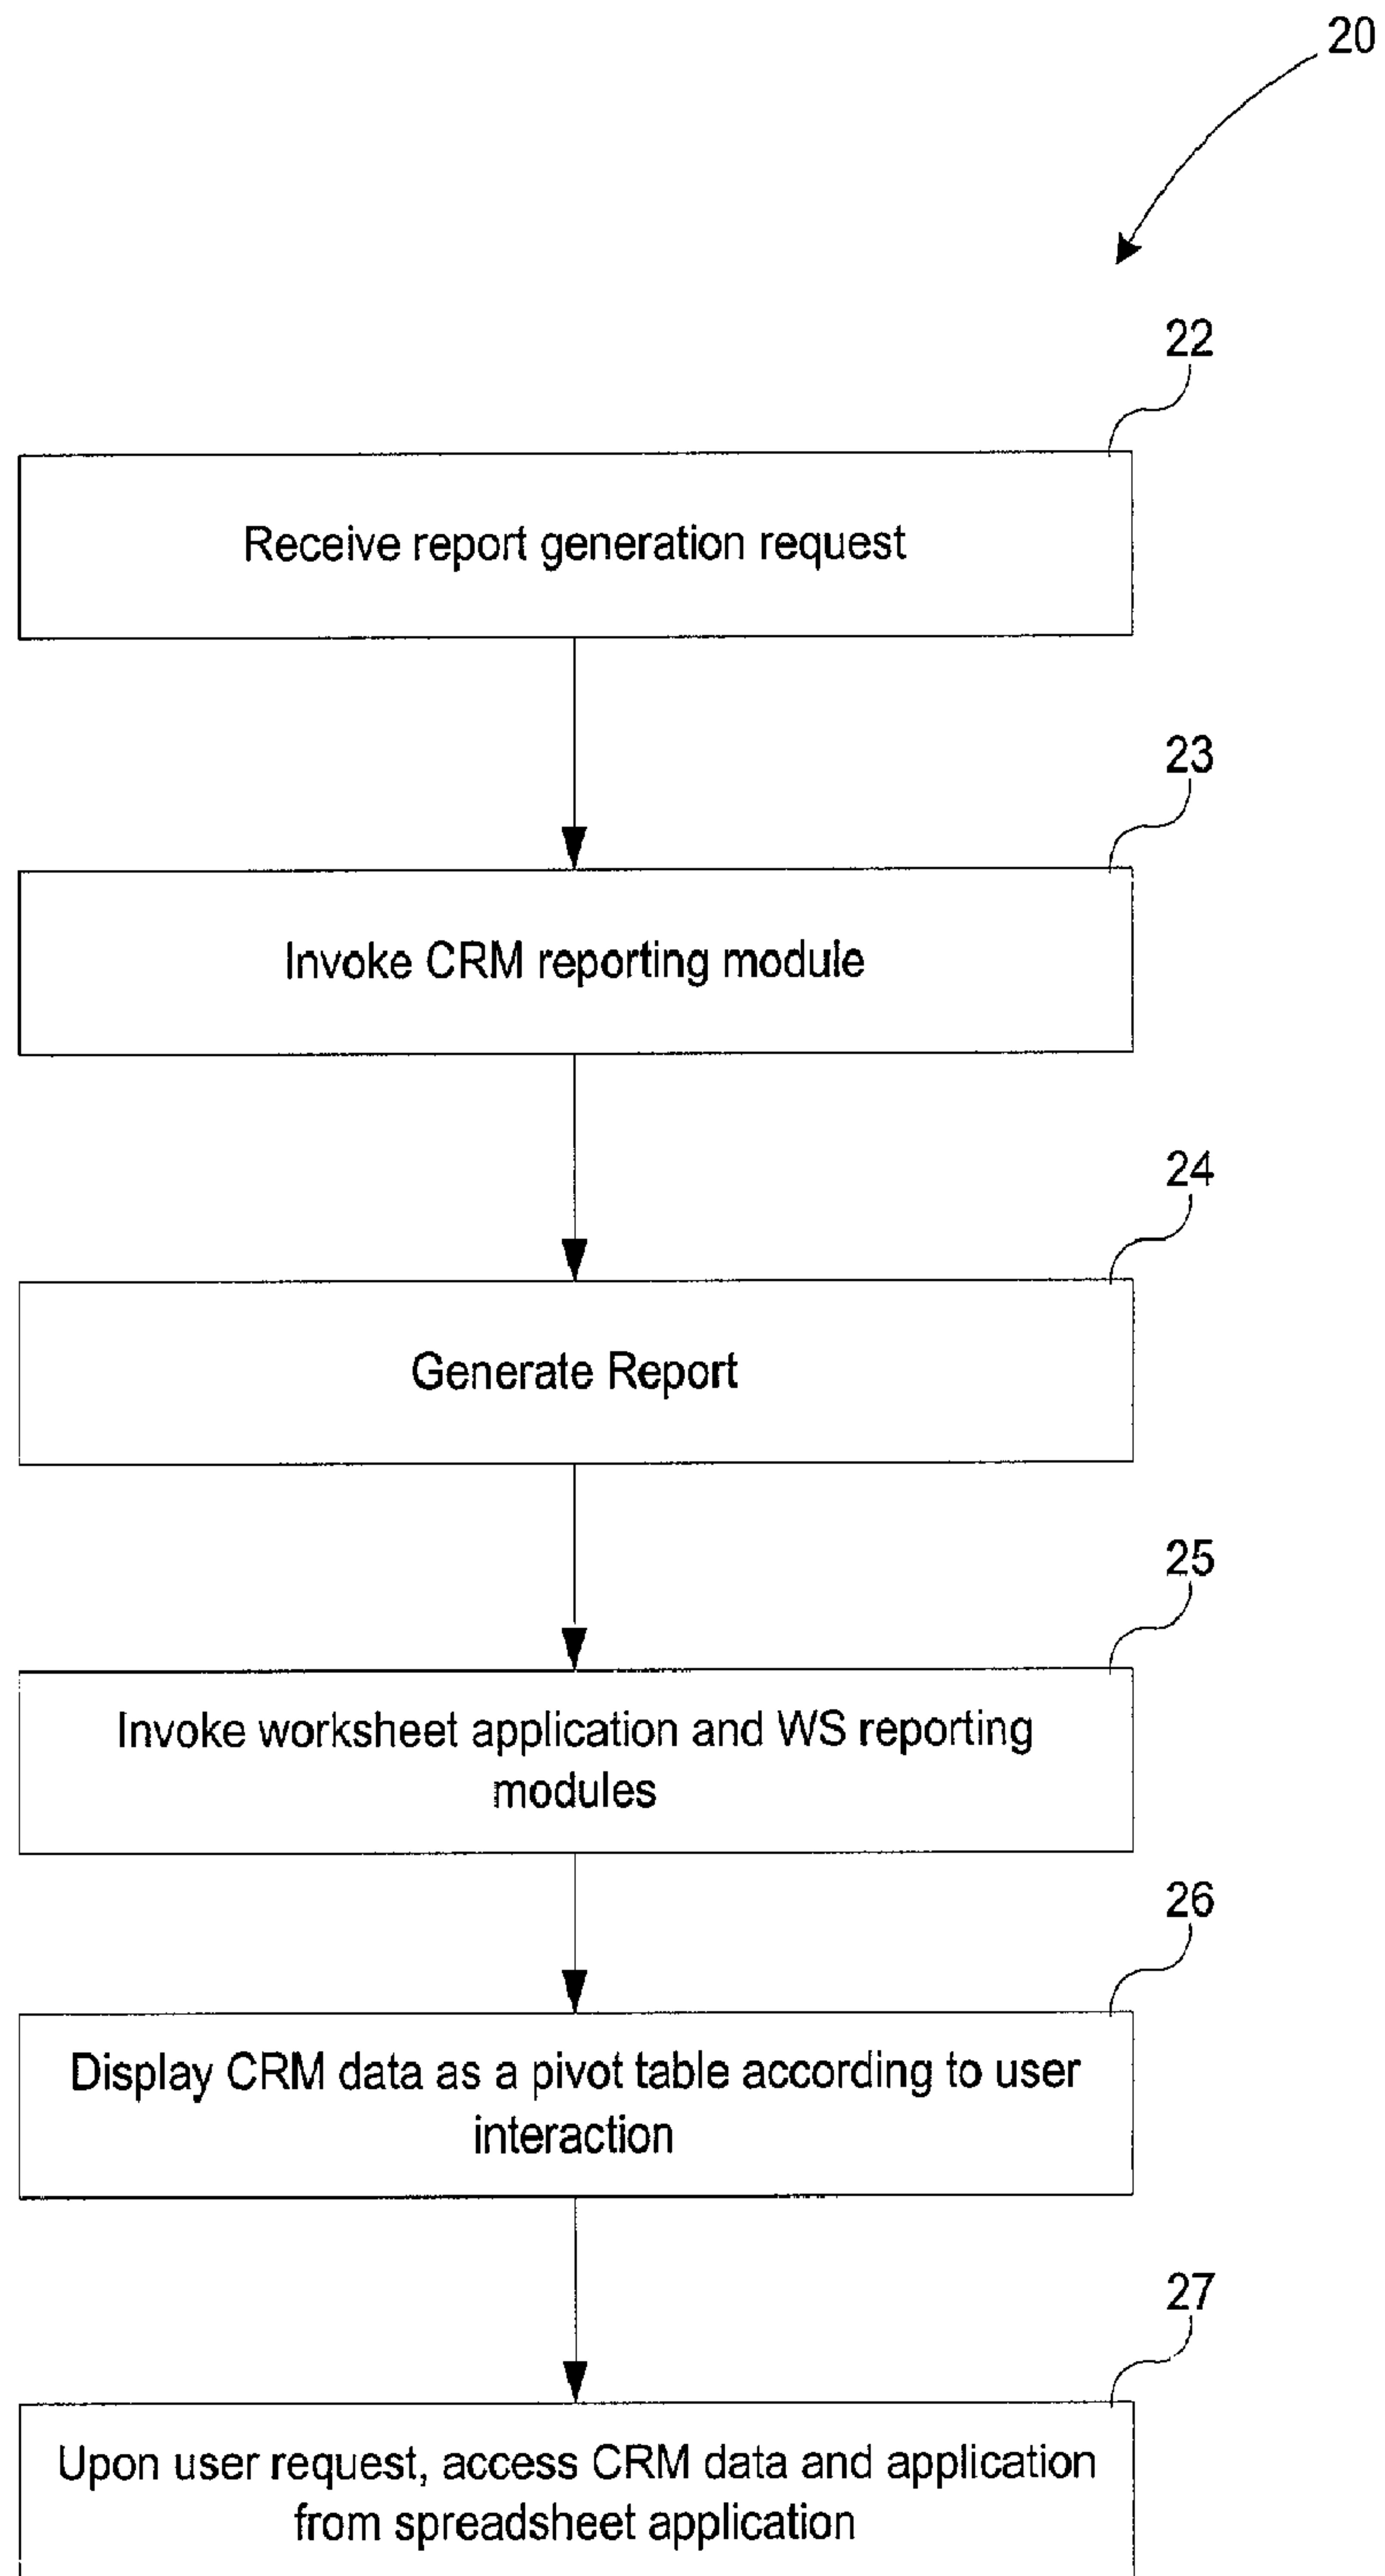 20
22
Receive report generation request
23
Invoke CRM reporting module
24
Generate Report
25
Invoke worksheet application and WS reporting
modules
26
Display CRM data as a pivot table according to user
interaction
27
Upon user request, access CRM data and application
from spreadsheet application